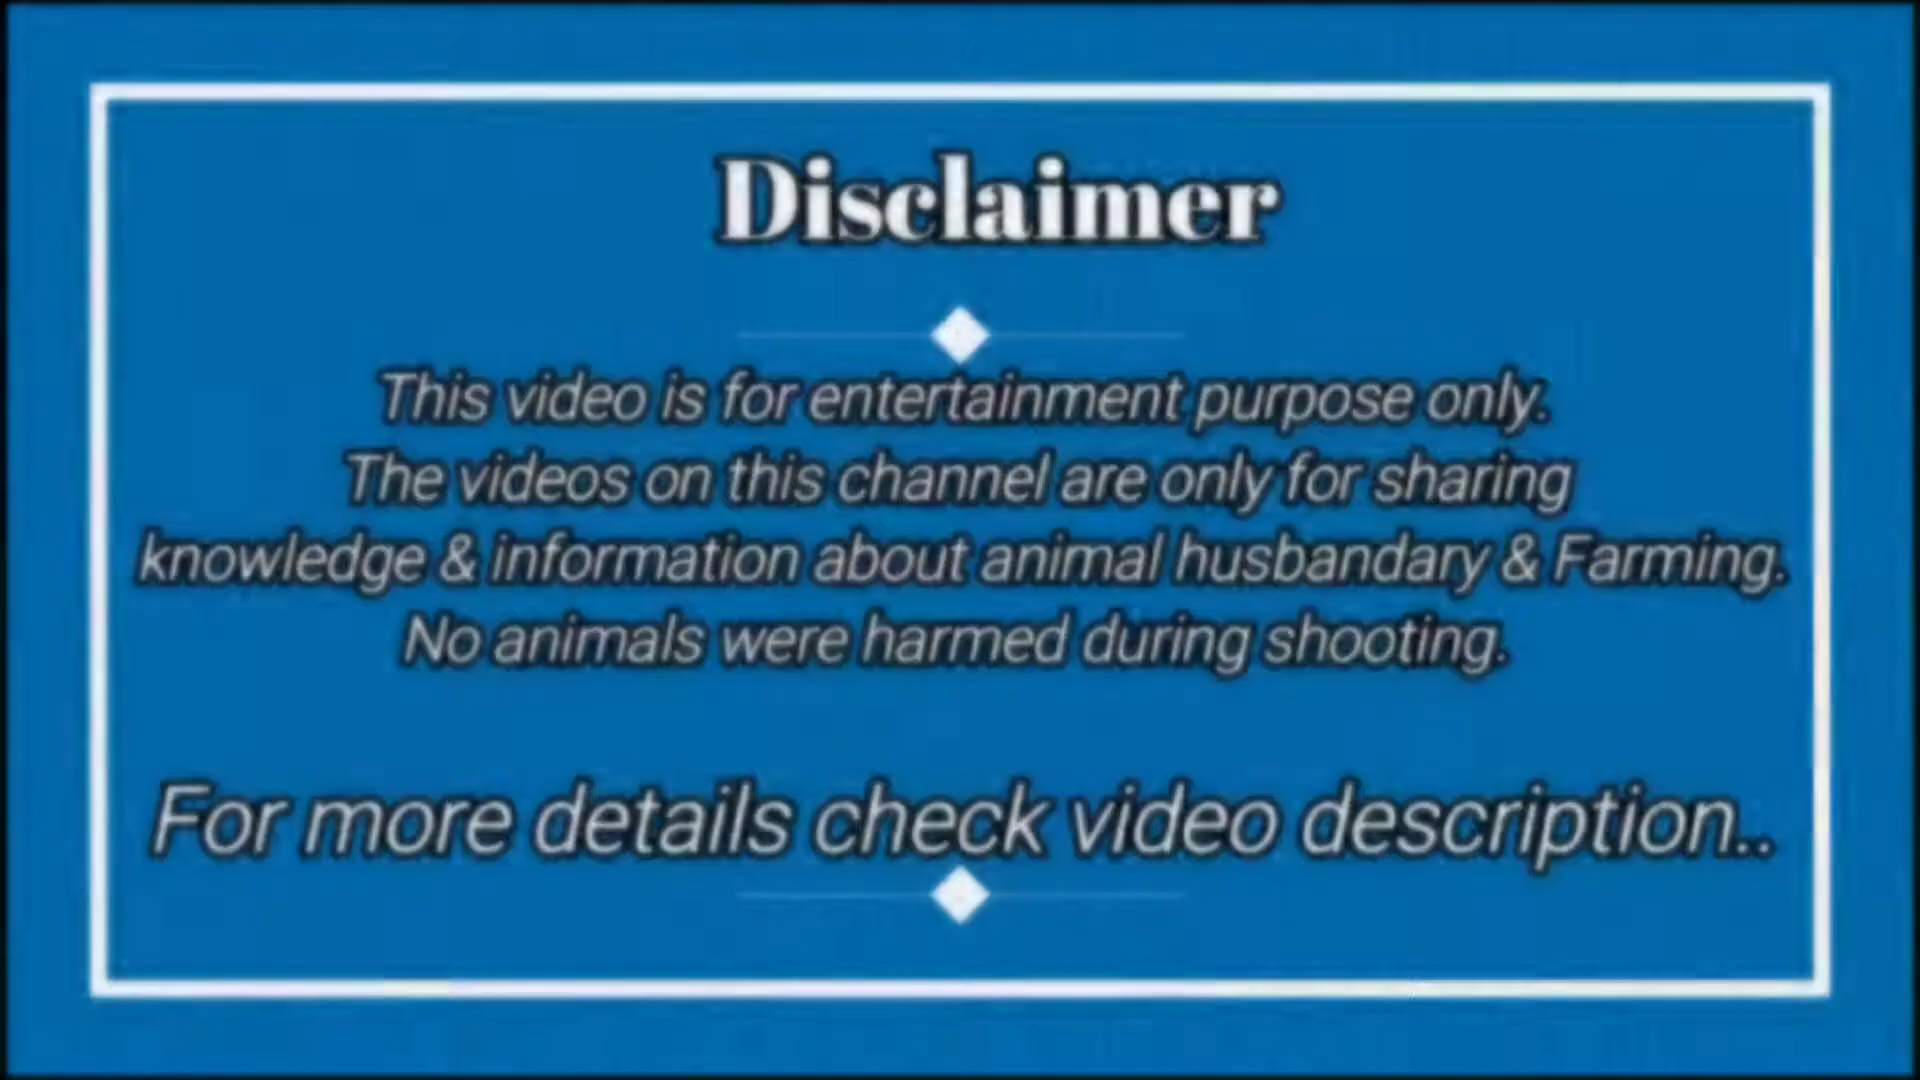 Disclaimer
This video is for entertainment purpose only.
The videos on this channel are only for sharing
knowledge & information about animal husbandary & Farming.
No animals were harmed during shooting.
For more details check video description..